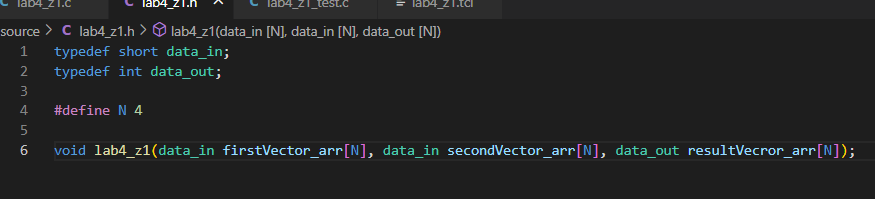 lab4_z1.c lab4_z1.h × C lab4_z1_test.c lab4_z1.tcl
source > C lab4_z1.h > lab4_z1(data_in [N], data_in [N], data_out [N])
1 typedef short data_in;
2 typedef int data_out;
3
4 #define N 4
5
6 void lab4_z1(data_in firstVector_arr[N], data_in secondVector_arr[N], data_out resultVecror_arr[N]);